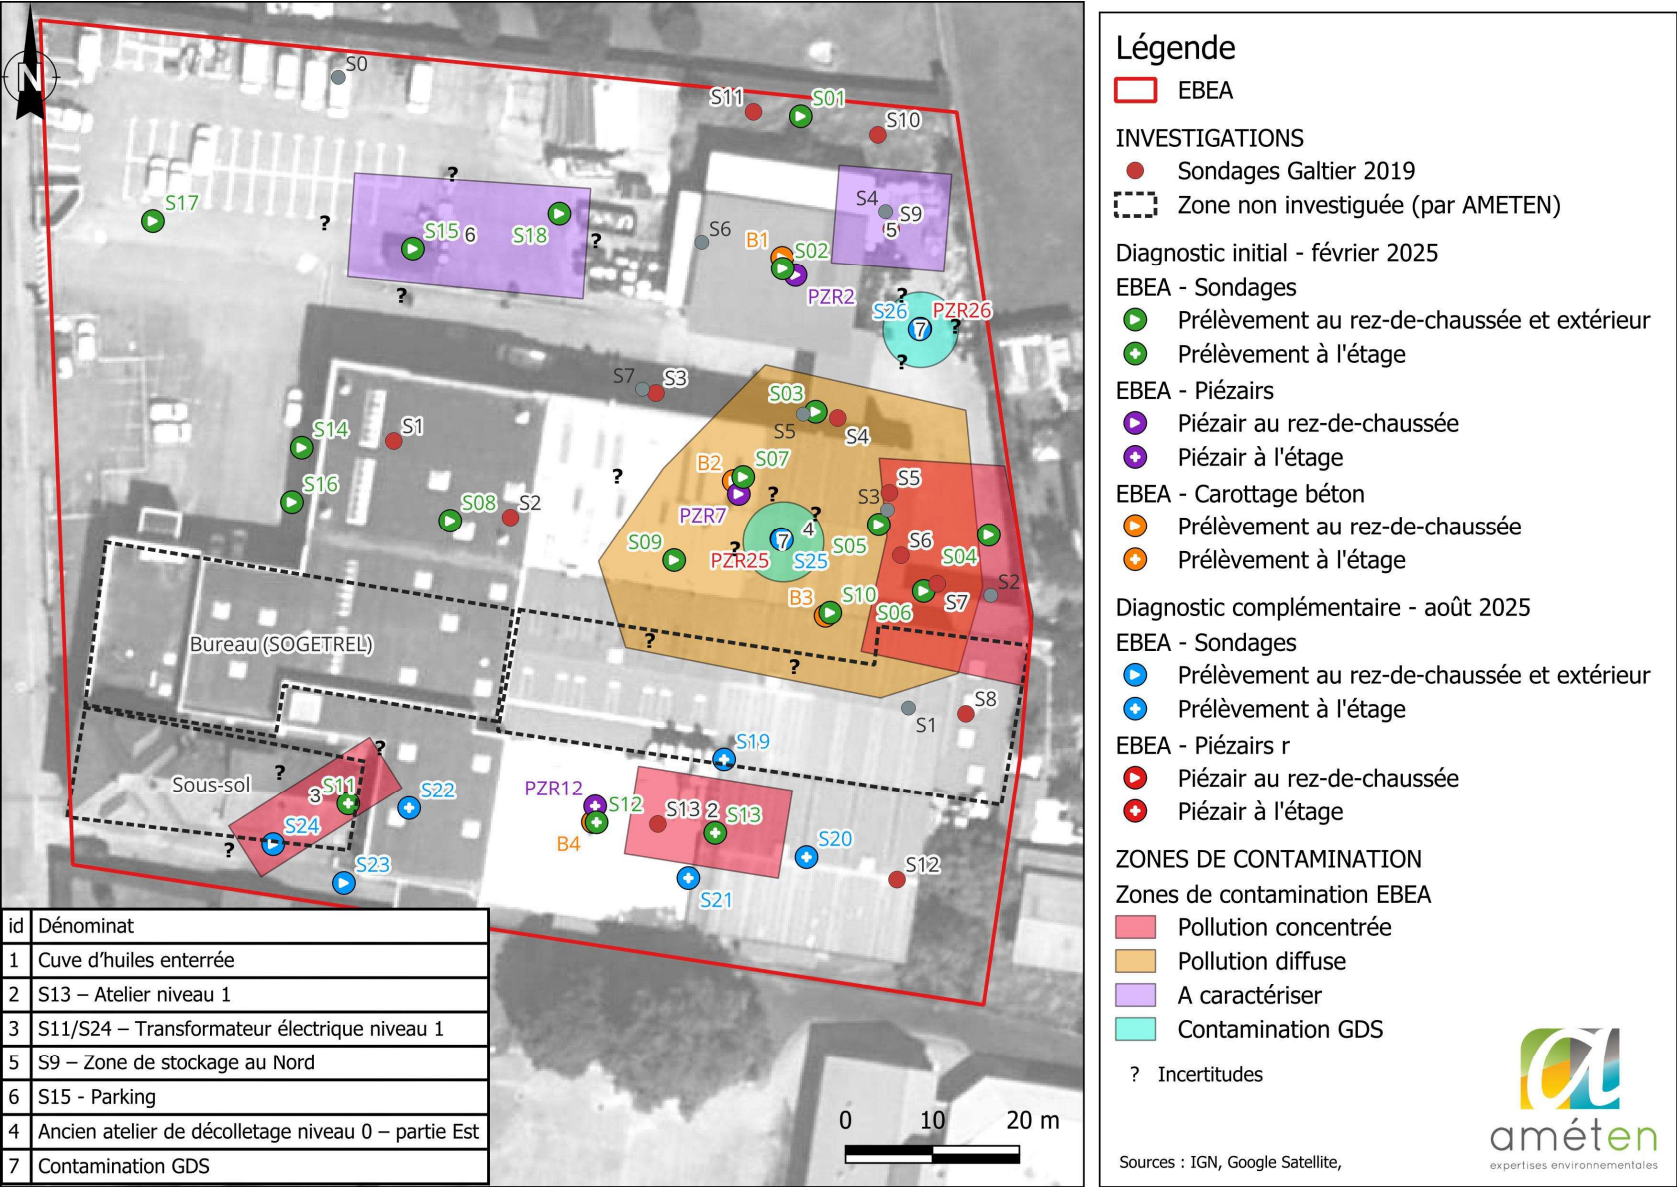 N
S0
S11
S01
S10
?
S17
?
S15
6
S18
?
?
S6
B1
S02
PZR2
S4
S9
5
?
S26
PZR26
7
?
?
S7
S3
S03
S5
S4
S14
S1
S16
S08
S2
?
B2
S07
PZR7
?
?
4
7
?
PZR25
S25
S09
S05
S3
S5
S6
S04
S7
S2
S06
B3
S10
?
?
Bureau (SOGETREL)
S8
S1
S19
Sous-sol
?
?
3
S11
S22
S24
?
S23
PZR12
S12
B4
S13
2
S13
S20
S21
S12
id Dénominat
1 Cuve d'huiles enterrée
2 S13 – Atelier niveau 1
3 S11/S24 – Transformateur électrique niveau 1
5 S9 – Zone de stockage au Nord
6 S15 - Parking
4 Ancien atelier de décolletage niveau 0 – partie Est
7 Contamination GDS
0 10 20 m
Légende
EBEA
INVESTIGATIONS
Sondages Galtier 2019
Zone non investiguée (par AMETEN)
Diagnostic initial - février 2025
EBEA - Sondages
Prélèvement au rez-de-chaussée et extérieur
Prélèvement à l'étage
EBEA - Piézairs
Piézair au rez-de-chaussée
Piézair à l'étage
EBEA - Carottage béton
Prélèvement au rez-de-chaussée
Prélèvement à l'étage
Diagnostic complémentaire - août 2025
EBEA - Sondages
Prélèvement au rez-de-chaussée et extérieur
Prélèvement à l'étage
EBEA - Piézairs r
Piézair au rez-de-chaussée
Piézair à l'étage
ZONES DE CONTAMINATION
Zones de contamination EBEA
Pollution concentrée
Pollution diffuse
A caractériser
Contamination GDS
? Incertitudes
Sources : IGN, Google Satellite,
a
améten
expertises environnementales